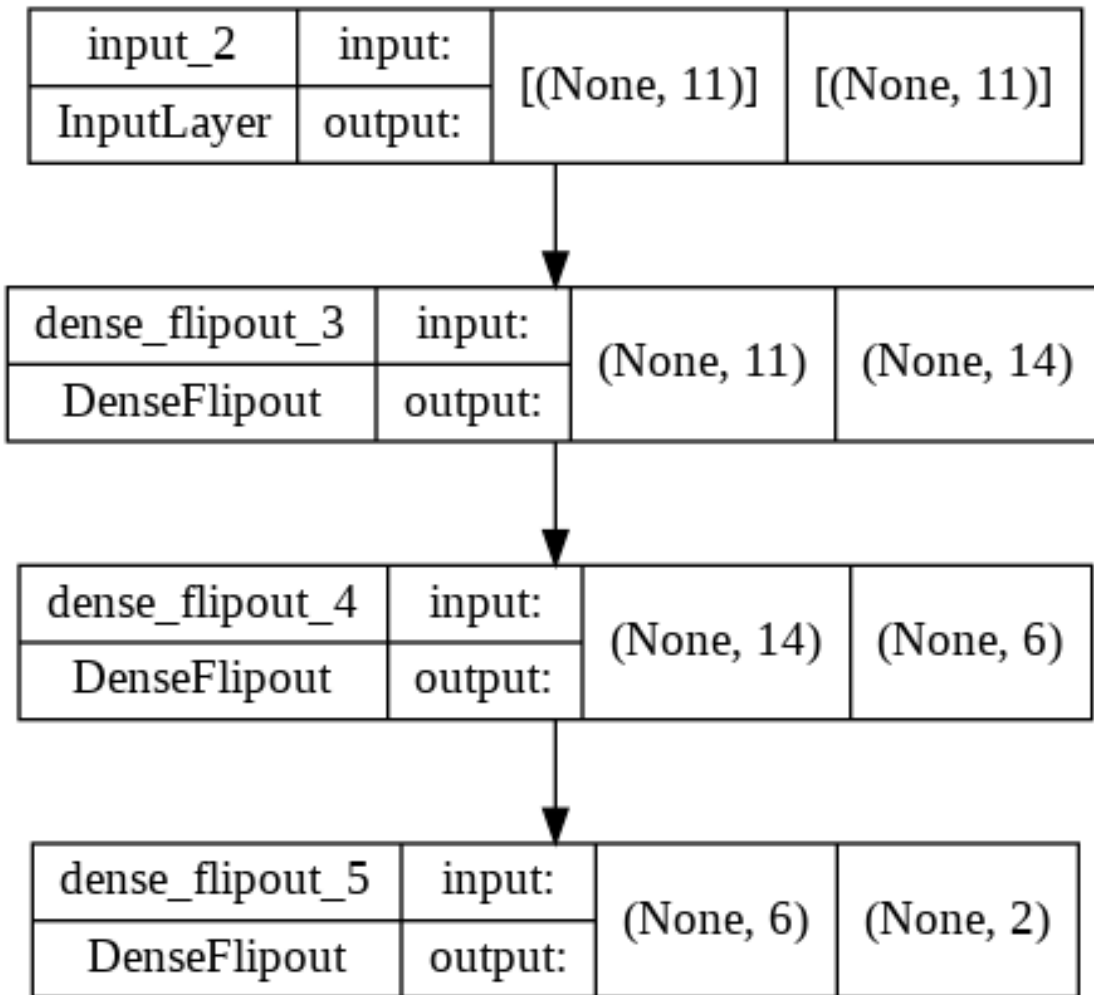 input_2 input: [(None, 11)] [(None, 11)]
InputLayer output:
dense_flipout_3 input: (None, 11) (None, 14)
DenseFlipout output:
dense_flipout_4 input: (None, 14) (None, 6)
DenseFlipout output:
dense_flipout_5 input: (None, 6) (None, 2)
DenseFlipout output: